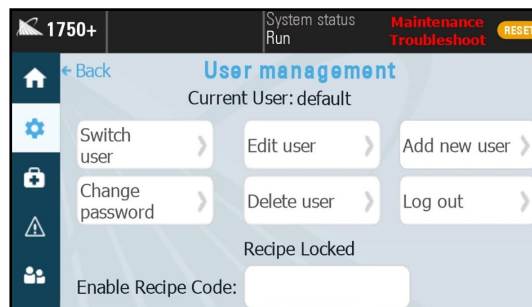 1750+
System status
Run
Maintenance
Troubleshoot
RESET
Back
User management
Current User: default
Switch user
Edit user
Add new user
Change password
Delete user
Log out
Recipe Locked
Enable Recipe Code: